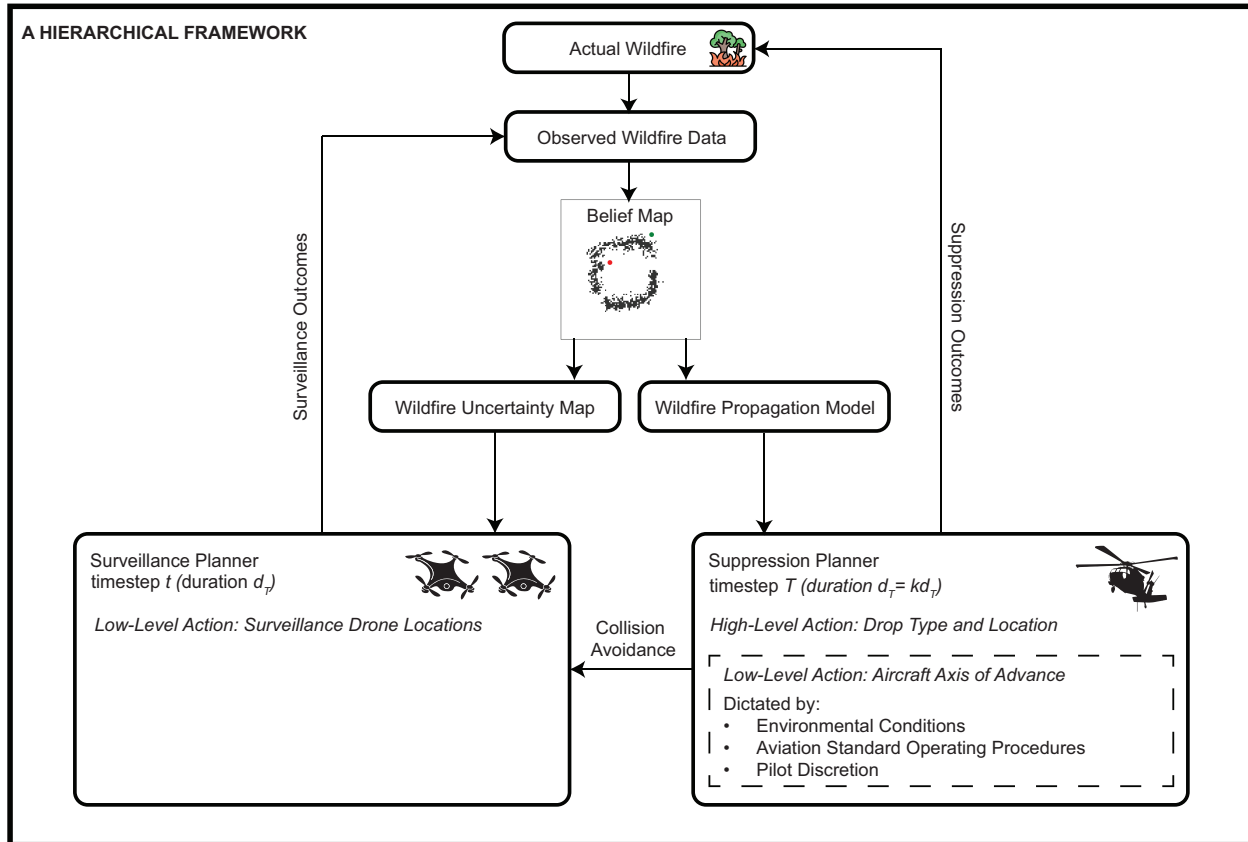 A HIERARCHICAL FRAMEWORK
Actual Wildfire
Observed Wildfire Data
Belief Map
Surveillance Outcomes
Suppression Outcomes
Wildfire Uncertainty Map
Wildfire Propagation Model
Surveillance Planner
timestep t (duration d_T)
Low-Level Action: Surveillance Drone Locations
Collision
Avoidance
Suppression Planner
timestep T (duration d_T= kd_T)
High-Level Action: Drop Type and Location
Low-Level Action: Aircraft Axis of Advance
Dictated by:
• Environmental Conditions
• Aviation Standard Operating Procedures
• Pilot Discretion